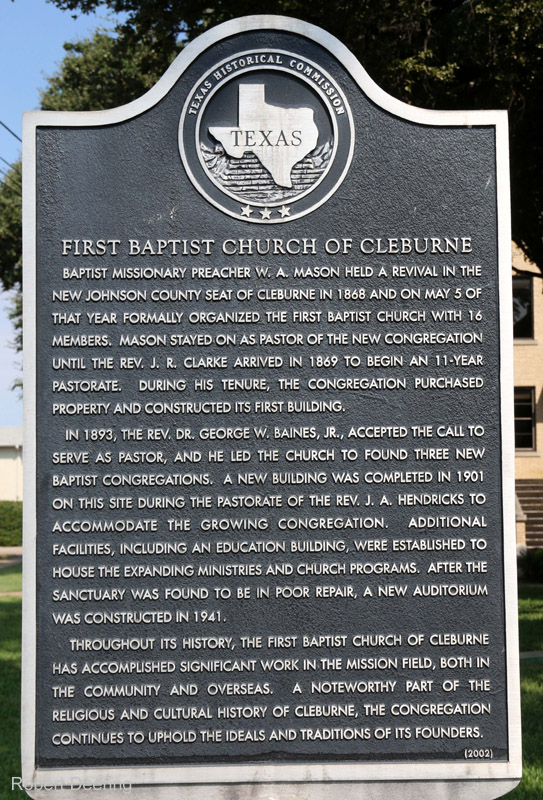 TEXAS HISTORICAL COMMISSION
TEXAS
FIRST BAPTIST CHURCH OF CLEBURNE
BAPTIST MISSIONARY PREACHER W. A. MASON HELD A REVIVAL IN THE
NEW JOHNSON COUNTY SEAT OF CLEBURNE IN 1868 AND ON MAY 5 OF
THAT YEAR FORMALLY ORGANIZED THE FIRST BAPTIST CHURCH WITH 16
MEMBERS. MASON STAYED ON AS PASTOR OF THE NEW CONGREGATION
UNTIL THE REV. J. R. CLARKE ARRIVED IN 1869 TO BEGIN AN 11-YEAR
PASTORATE. DURING HIS TENURE, THE CONGREGATION PURCHASED
PROPERTY AND CONSTRUCTED ITS FIRST BUILDING.
IN 1893, THE REV. DR. GEORGE W. BAINES, JR., ACCEPTED THE CALL TO
SERVE AS PASTOR, AND HE LED THE CHURCH TO FOUND THREE NEW
BAPTIST CONGREGATIONS. A NEW BUILDING WAS COMPLETED IN 1901
ON THIS SITE DURING THE PASTORATE OF THE REV. J. A. HENDRICKS TO
ACCOMMODATE THE GROWING CONGREGATION. ADDITIONAL
FACILITIES, INCLUDING AN EDUCATION BUILDING, WERE ESTABLISHED TO
HOUSE THE EXPANDING MINISTRIES AND CHURCH PROGRAMS. AFTER THE
SANCTUARY WAS FOUND TO BE IN POOR REPAIR, A NEW AUDITORIUM
WAS CONSTRUCTED IN 1941.
THROUGHOUT ITS HISTORY, THE FIRST BAPTIST CHURCH OF CLEBURNE
HAS ACCOMPLISHED SIGNIFICANT WORK IN THE MISSION FIELD, BOTH IN
THE COMMUNITY AND OVERSEAS. A NOTEWORTHY PART OF THE
RELIGIOUS AND CULTURAL HISTORY OF CLEBURNE, THE CONGREGATION
CONTINUES TO UPHOLD THE IDEALS AND TRADITIONS OF ITS FOUNDERS.
(2002)
Robert Deering